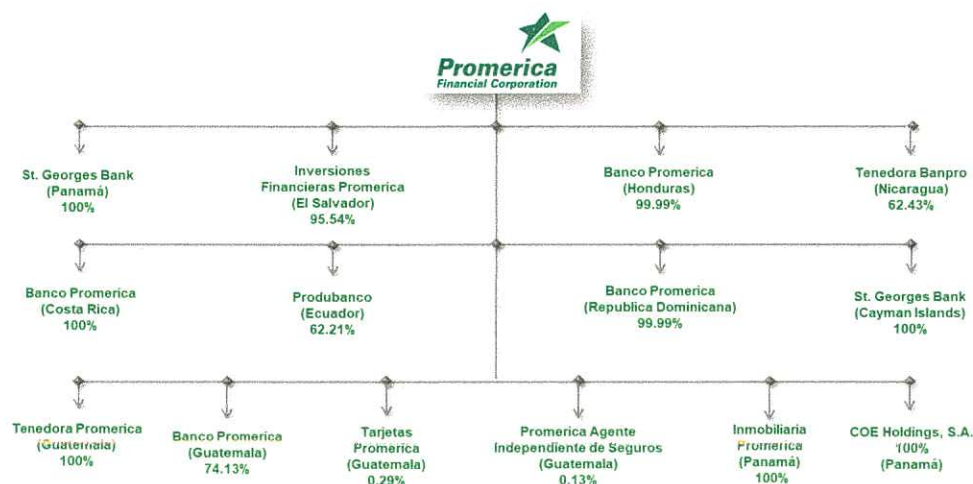 Promerica
Financial Corporation
St. Georges Bank
(Panamá)
100%
Inversiones
Financieras Promerica
(El Salvador)
95.54%
Banco Promerica
(Honduras)
99.99%
Tenedora Banpro
(Nicaragua)
62.43%
Banco Promerica
(Costa Rica)
100%
Produbanco
(Ecuador)
62.21%
Banco Promerica
(Republica Dominicana)
99.99%
St. Georges Bank
(Cayman Islands)
100%
Tenedora Promerica
(Guatemala)
100%
Banco Promerica
(Guatemala)
74.13%
Tarjetas
Promerica
(Guatemala)
0.29%
Promerica Agente
Independiente de Seguros
(Guatemala)
0.13%
Inmobiliaria
Promerica
(Panamá)
100%
COE Holdings, S.A.
100%
(Panamá)